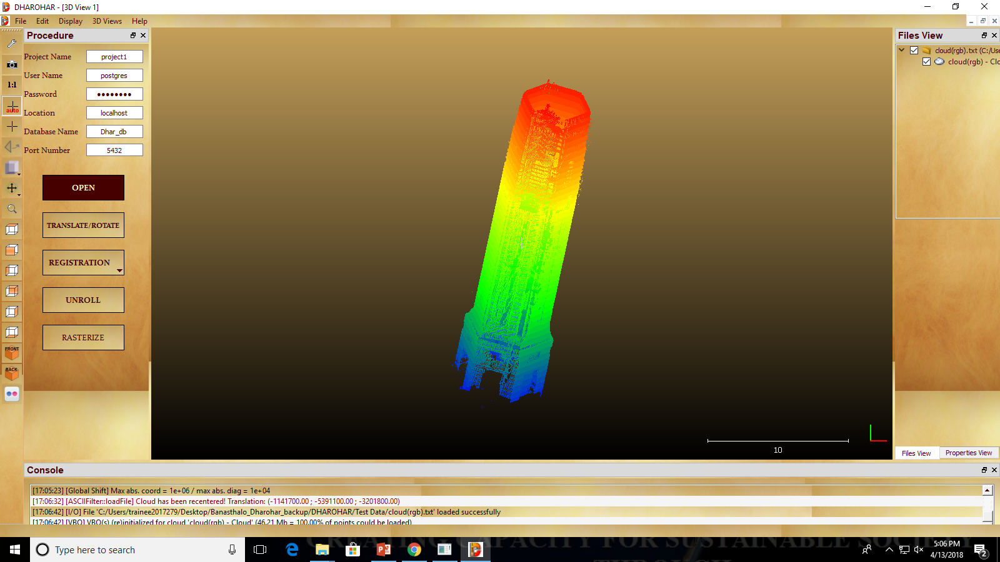 DHAROHAR - [3D View 1]
File Edit Display 3D Views Help
Procedure
Project Name project1
User Name postgres
Password ••••••••
Location localhost
Database Name Dhar_db
Port Number 5432
OPEN
TRANSLATE/ROTATE
REGISTRATION
UNROLL
RASTERIZE
1:1
auto
FRONT
BACK
10
Files View
cloud(rgb).txt (C:/Use
cloud(rgb) - Clo
Files View Properties View
Console
[17:05:23] [Global Shift] Max abs. coord = 1e+06 / max abs. diag = 1e+04
[17:06:32] [ASCIIFilter::loadFile] Cloud has been recentered! Translation: (-1141700.00 ; -5391100.00 ; -3201800.00)
[17:06:42] [I/O] File 'C:/Users/trainee2017279/Desktop/Banasthalo_Dharohar_backup/DHAROHAR/Test Data/cloud(rgb).txt' loaded successfully
[17:06:42] [VBO] VBO(s) (re)initialized for cloud 'cloud(rgb) - Cloud' (46.21 Mb = 100.00% of points could be loaded)
CREATING CAPACITY FOR SUSTAINABLE SOCIETY
THROUGH
Type here to search
5:06 PM
4/13/2018
2